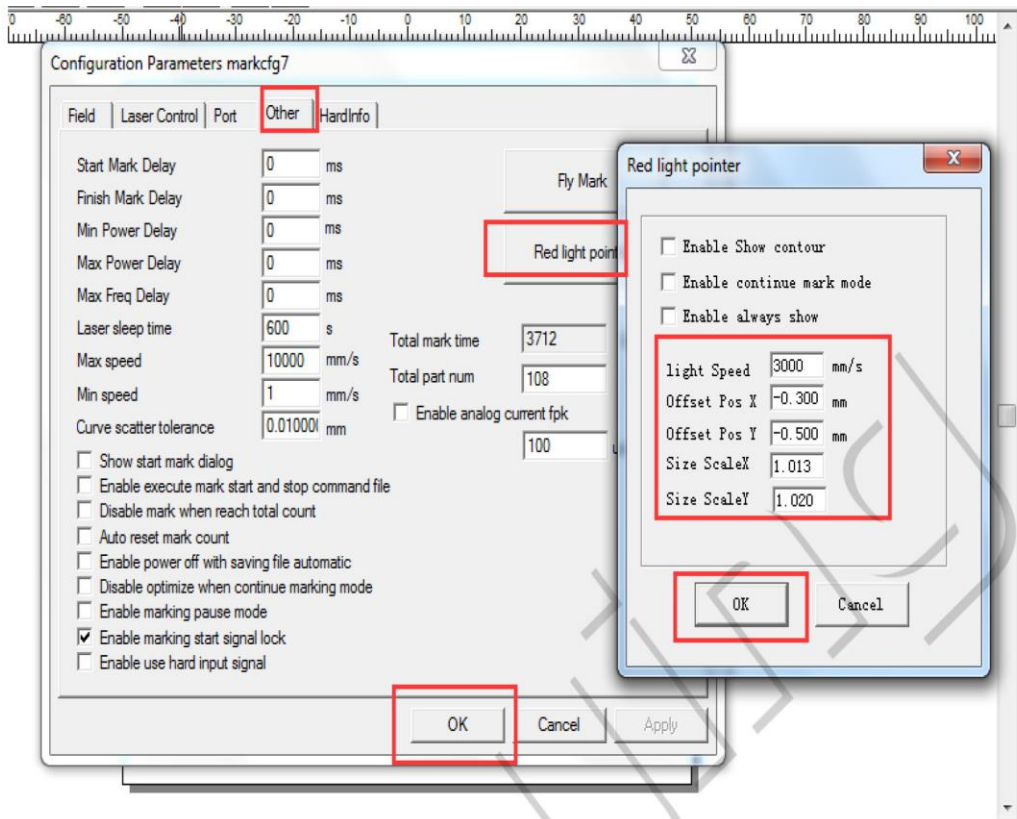 0 -60 -50 -40 -30 -20 -10 0 10 20 30 40 50 60 70 80 90 100
Configuration Parameters markcfg7
Field Laser Control Port Other HardInfo
Start Mark Delay 0 ms
Finish Mark Delay 0 ms
Min Power Delay 0 ms
Max Power Delay 0 ms
Max Freq Delay 0 ms
Laser sleep time 600 s
Max speed 10000 mm/s
Min speed 1 mm/s
Curve scatter tolerance 0.01000 mm
Show start mark dialog
Enable execute mark start and stop command file
Disable mark when reach total count
Auto reset mark count
Enable power off with saving file automatic
Disable optimize when continue marking mode
Enable marking pause mode
Enable marking start signal lock
Enable use hard input signal
Fly Mark
Red light point
Total mark time 3712
Total part num 108
Enable analog current fpk
100 u
OK Cancel Apply
Red light pointer
Enable Show contour
Enable continue mark mode
Enable always show
light Speed 3000 mm/s
Offset Pos X -0.300 mm
Offset Pos Y -0.500 mm
Size ScaleX 1.013
Size ScaleY 1.020
OK Cancel